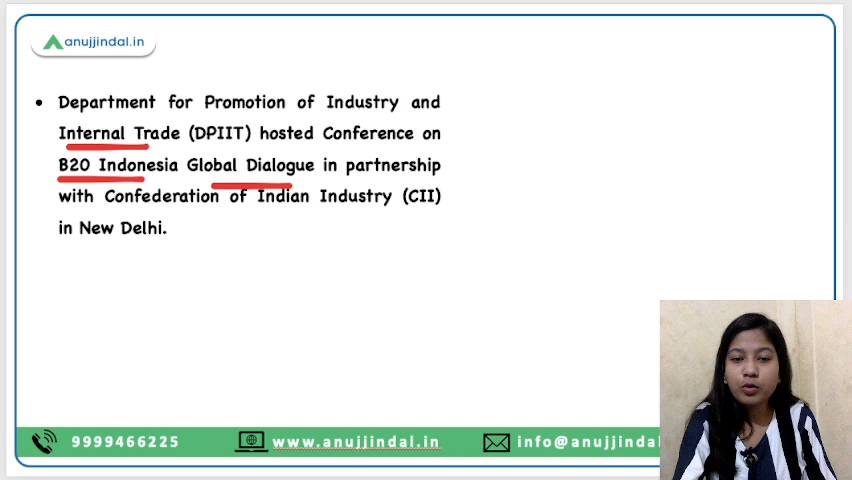 anujjindal.in
• Department for Promotion of Industry and
Internal Trade (DPIIT) hosted Conference on
B20 Indonesia Global Dialogue in partnership
with Confederation of Indian Industry (CII)
in New Delhi.
9999466225 www.anujjindal.in info@anujjindal